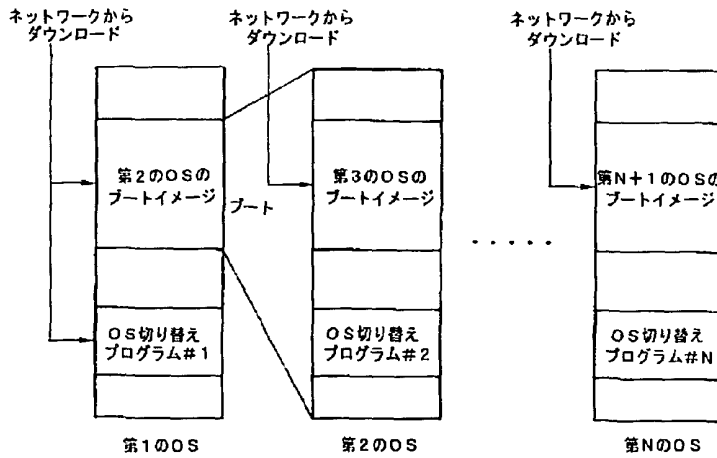 ネットワークから
ダウンロード
ネットワークから
ダウンロード
ネットワークから
ダウンロード
第2のOSの
ブートイメージ
ブート
第3のOSの
ブートイメージ
・・・・・
第N+1のOSの
ブートイメージ
OS切り替え
プログラム#1
OS切り替え
プログラム#2
OS切り替え
プログラム#N
第1のOS
第2のOS
第NのOS